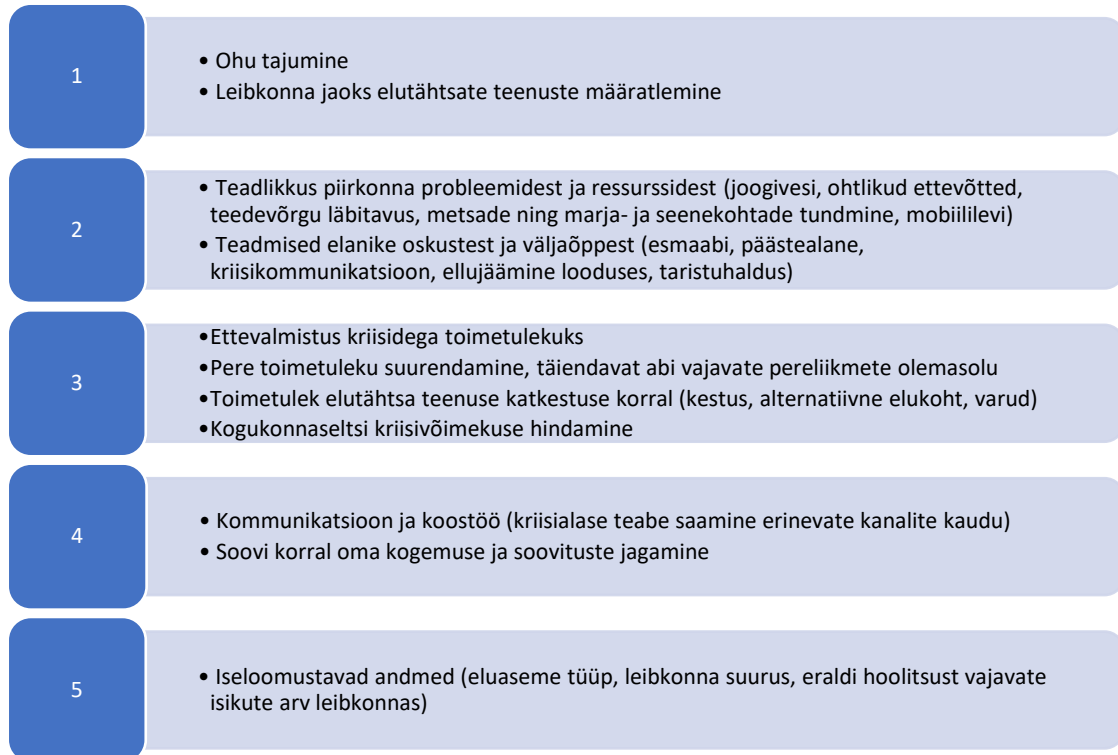 1
• Ohu tajumine
• Leibkonna jaoks elutähtsate teenuste määratlemine
2
• Teadlikkus piirkonna probleemidest ja ressurssidest (joogivesi, ohtlikud ettevõtted,
teedevõrgu läbitavus, metsade ning marja- ja seenekohtade tundmine, mobiililevi)
• Teadmised elanike oskustest ja väljaõppest (esmaabi, päästealane,
kriisikommunikatsioon, ellujäämine looduses, taristuhaldus)
3
•Ettevalmistus kriisidega toimetulekuks
•Pere toimetuleku suurendamine, täiendavat abi vajavate pereliikmete olemasolu
•Toimetulek elutähtsa teenuse katkestuse korral (kestus, alternatiivne elukoht, varud)
•Kogukonnaseltsi kriisivõimekuse hindamine
4
• Kommunikatsioon ja koostöö (kriisialase teabe saamine erinevate kanalite kaudu)
• Soovi korral oma kogemuse ja soovituste jagamine
5
• Iseloomustavad andmed (eluaseme tüüp, leibkonna suurus, eraldi hoolitsust vajavate
isikute arv leibkonnas)